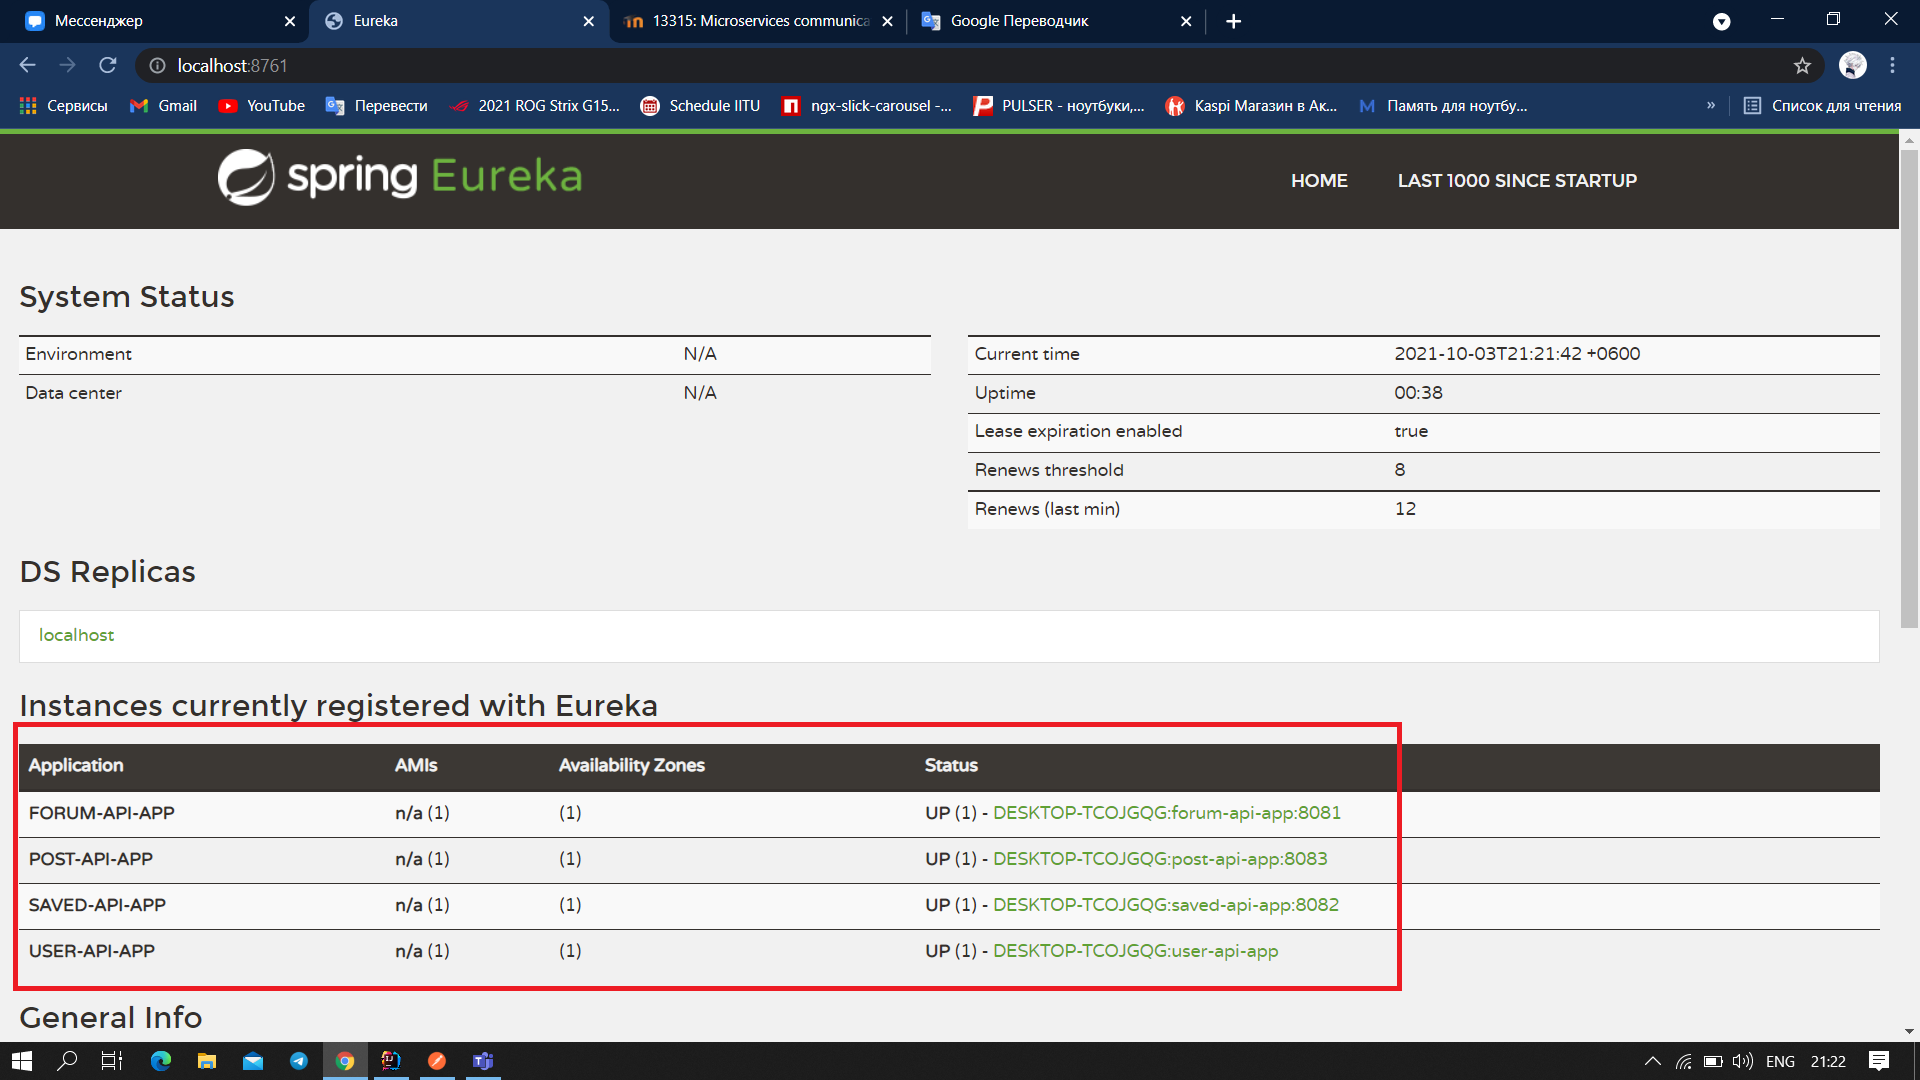 Мессенджер
Eureka
13315: Microservices communica
Google Переводчик
localhost:8761
Сервисы
Gmail
YouTube
Перевести
2021 ROG Strix G15...
Schedule IITU
ngx-slick-carousel -...
PULSER - ноутбуки,...
Kaspi Магазин в Ак...
Память для ноутбу...
»
Список для чтения
spring Eureka
HOME
LAST 1000 SINCE STARTUP
System Status
Environment N/A
Data center N/A
Current time 2021-10-03T21:21:42 +0600
Uptime 00:38
Lease expiration enabled true
Renews threshold 8
Renews (last min) 12
DS Replicas
localhost
Instances currently registered with Eureka
Application AMIs Availability Zones Status
FORUM-API-APP n/a (1) (1) UP (1) - DESKTOP-TCOJGQG:forum-api-app:8081
POST-API-APP n/a (1) (1) UP (1) - DESKTOP-TCOJGQG:post-api-app:8083
SAVED-API-APP n/a (1) (1) UP (1) - DESKTOP-TCOJGQG:saved-api-app:8082
USER-API-APP n/a (1) (1) UP (1) - DESKTOP-TCOJGQG:user-api-app
General Info
ENG 21:22